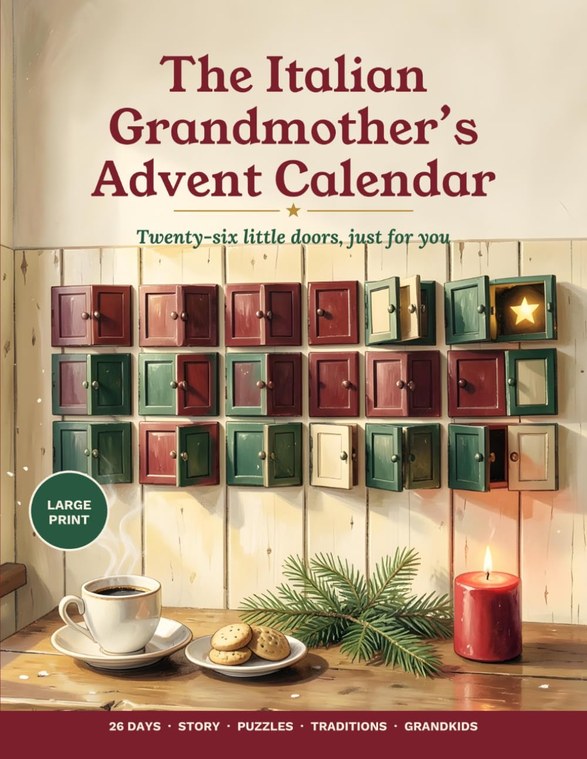 The Italian
Grandmother’s
Advent Calendar
Twenty-six little doors, just for you
LARGE
PRINT
26 DAYS · STORY · PUZZLES · TRADITIONS · GRANDKIDS